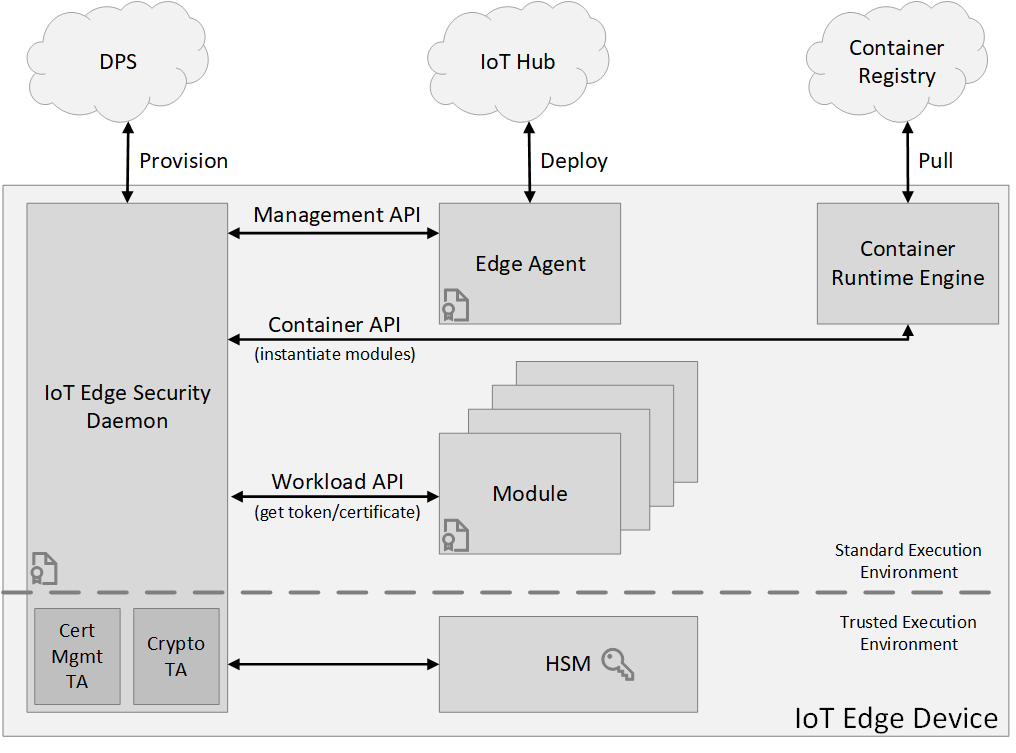 DPS
IoT Hub
Container
Registry
Provision
Deploy
Pull
Management API
Edge Agent
Container
Runtime Engine
Container API
(instantiate modules)
IoT Edge Security
Daemon
Workload API
(get token/certificate)
Module
Standard Execution
Environment
Trusted Execution
Environment
Cert
Mgmt
TA
Crypto
TA
HSM
IoT Edge Device